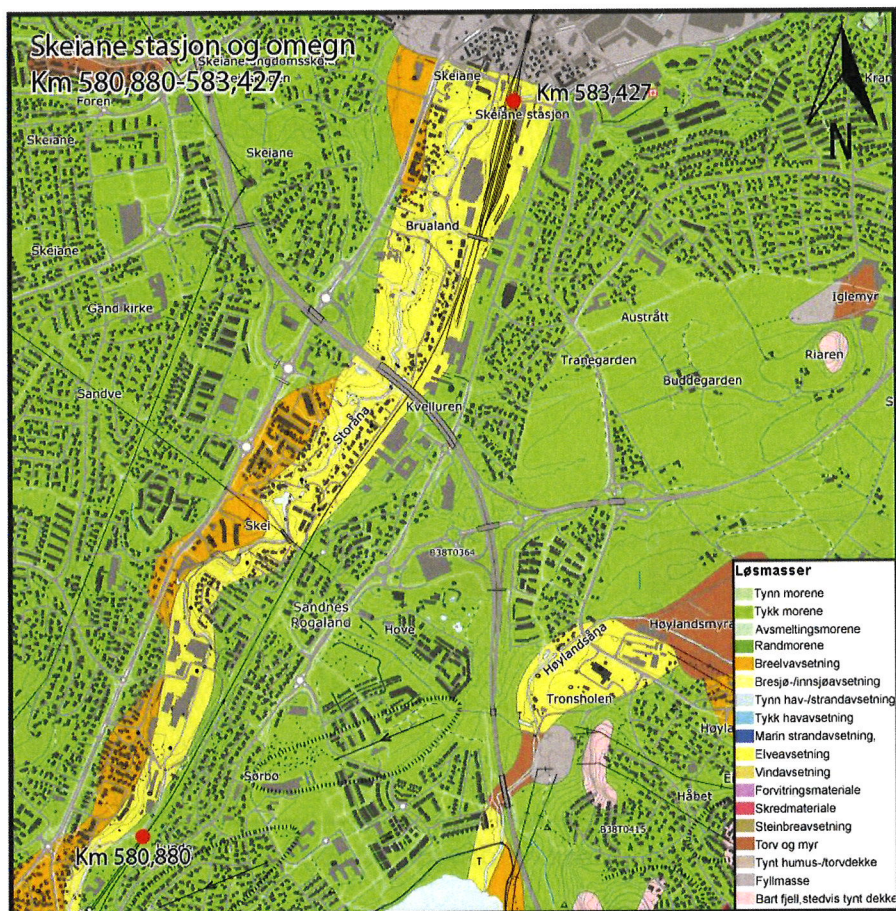 Skeiane stasjon og omegn
Km 580,880-583,427
Foren
Skeiane
Km 583,427
Skeiane stasjon
N
Skeiane
Skeiane
Brualand
Skeiane
Gand kirke
Iglemyr
Austrått
Riaren
Tranegarden
Buddegarden
Sandve
Kvelluren
Storåna
Skei
B38T0364
Sandnes
Rogaland
Hove
Høylandsåna
Høylandsmyra
Tronsholen
Sørbø
Håbet
B38T0415
Km 580,880
T
Løsmasser
Tynn morene
Tykk morene
Avsmeltingsmorene
Randmorene
Breelvavsetning
Bresjø-/innsjøavsetning
Tynn hav-/strandavsetning
Tykk havavsetning
Marin strandavsetning,
Elveavsetning
Vindavsetning
Forvitringsmateriale
Skredmateriale
Steinbreavsetning
Torv og myr
Tynt humus-/torvdekke
Fyllmasse
Bart fjell,stedvis tynt dekke